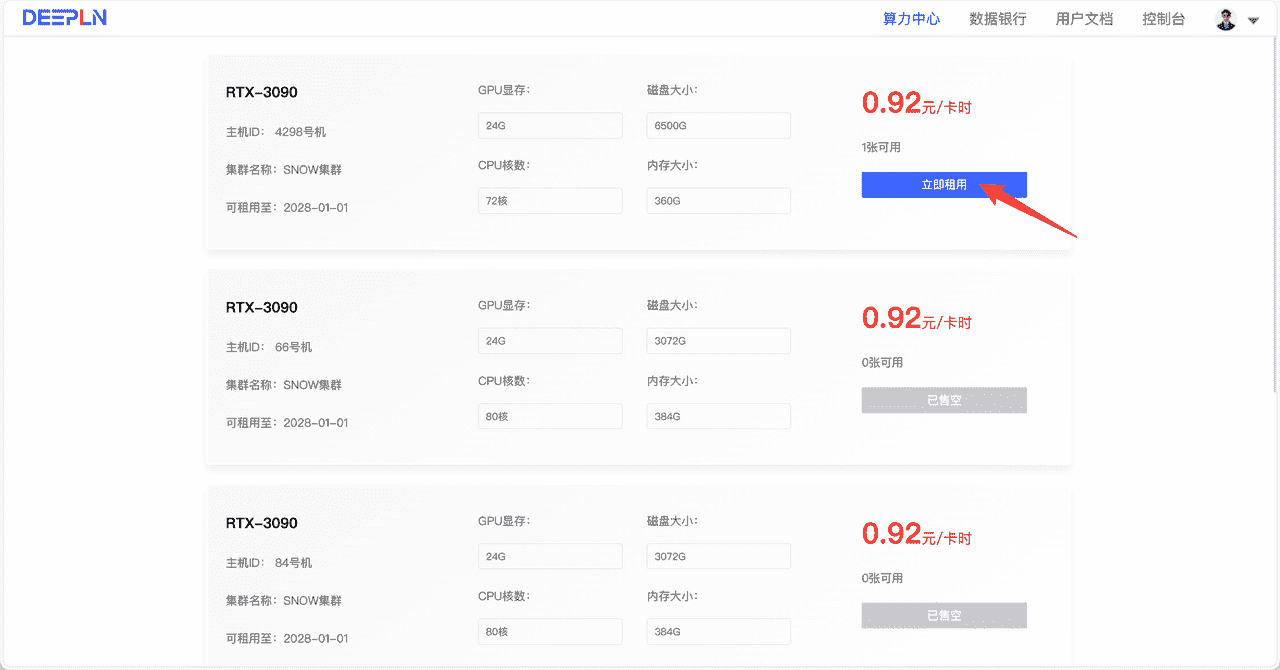 DEEPLN
算力中心 数据银行 用户文档 控制台
RTX-3090
主机ID： 4298号机
集群名称：SNOW集群
可租用至：2028-01-01
GPU显存： 磁盘大小：
24G 6500G
CPU核数： 内存大小：
72核 360G
0.92元/卡时
1张可用
立即租用
RTX-3090
主机ID： 66号机
集群名称：SNOW集群
可租用至：2028-01-01
GPU显存： 磁盘大小：
24G 3072G
CPU核数： 内存大小：
80核 384G
0.92元/卡时
0张可用
已售空
RTX-3090
主机ID： 84号机
集群名称：SNOW集群
可租用至：2028-01-01
GPU显存： 磁盘大小：
24G 3072G
CPU核数： 内存大小：
80核 384G
0.92元/卡时
0张可用
已售空